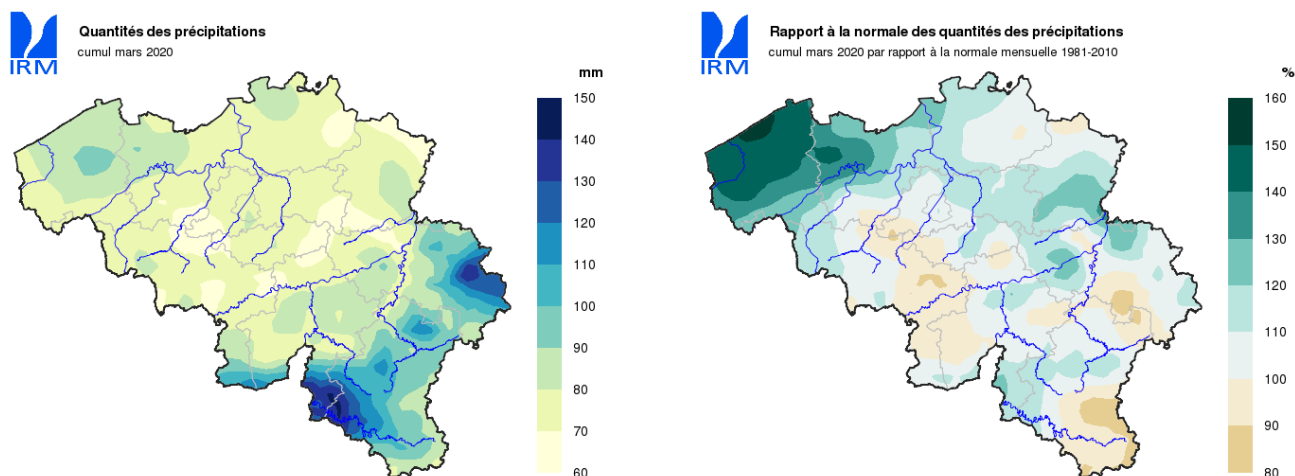 Quantités des précipitations
cumul mars 2020
IRM
mm
150
140
130
120
110
100
90
80
70
60
Rapport à la normale des quantités des précipitations
cumul mars 2020 par rapport à la normale mensuelle 1981-2010
IRM
%
160
150
140
130
120
110
100
90
80